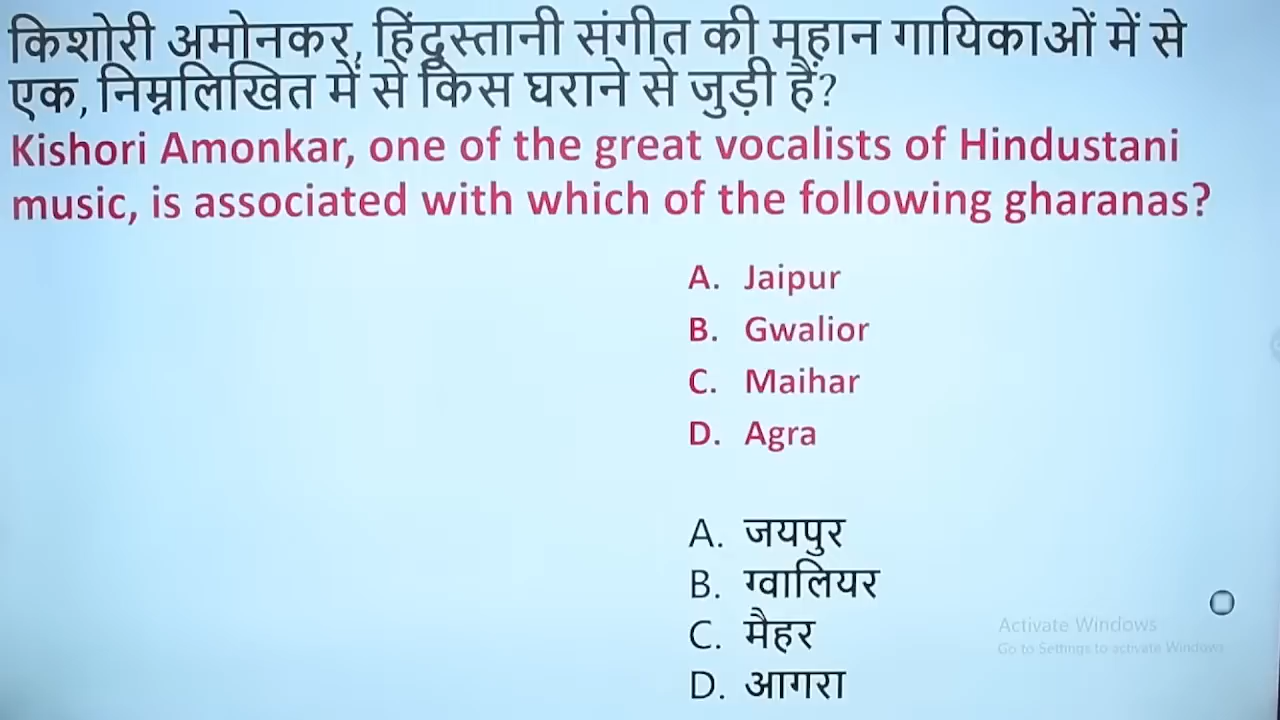 किशोरी अमोनकर, हिंदुस्तानी संगीत की महान गायिकाओं में से
एक, निम्नलिखित में से किस घराने से जुड़ी हैं?
Kishori Amonkar, one of the great vocalists of Hindustani
music, is associated with which of the following gharanas?
A. Jaipur
B. Gwalior
C. Maihar
D. Agra
A. जयपुर
B. ग्वालियर
C. मैहर
D. आगरा
Activate Windows
Go to Settings to activate Windows.